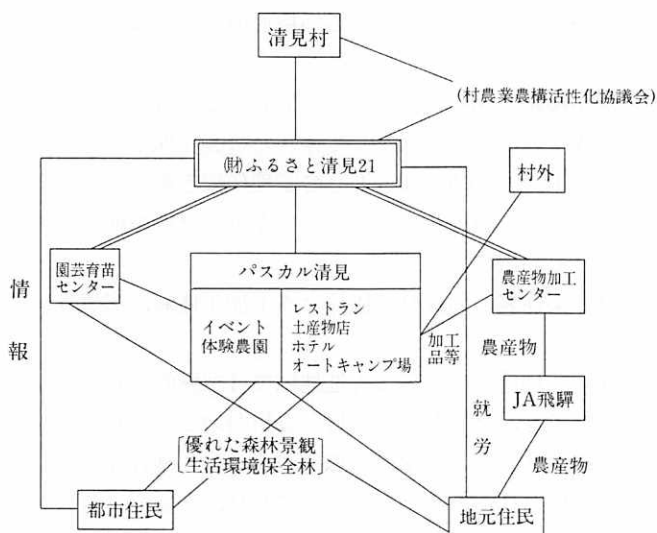 清見村
(村農業農構活性化協議会)
㈶ふるさと清見21
村外
園芸育苗
センター
パスカル清見
農産物加工
センター
イベント
体験農園
レストラン
土産物店
ホテル
オートキャンプ場
加工
品等
農産物
情報
就労
JA飛驒
〔優れた森林景観〕
〔生活環境保全林〕
農産物
都市住民
地元住民